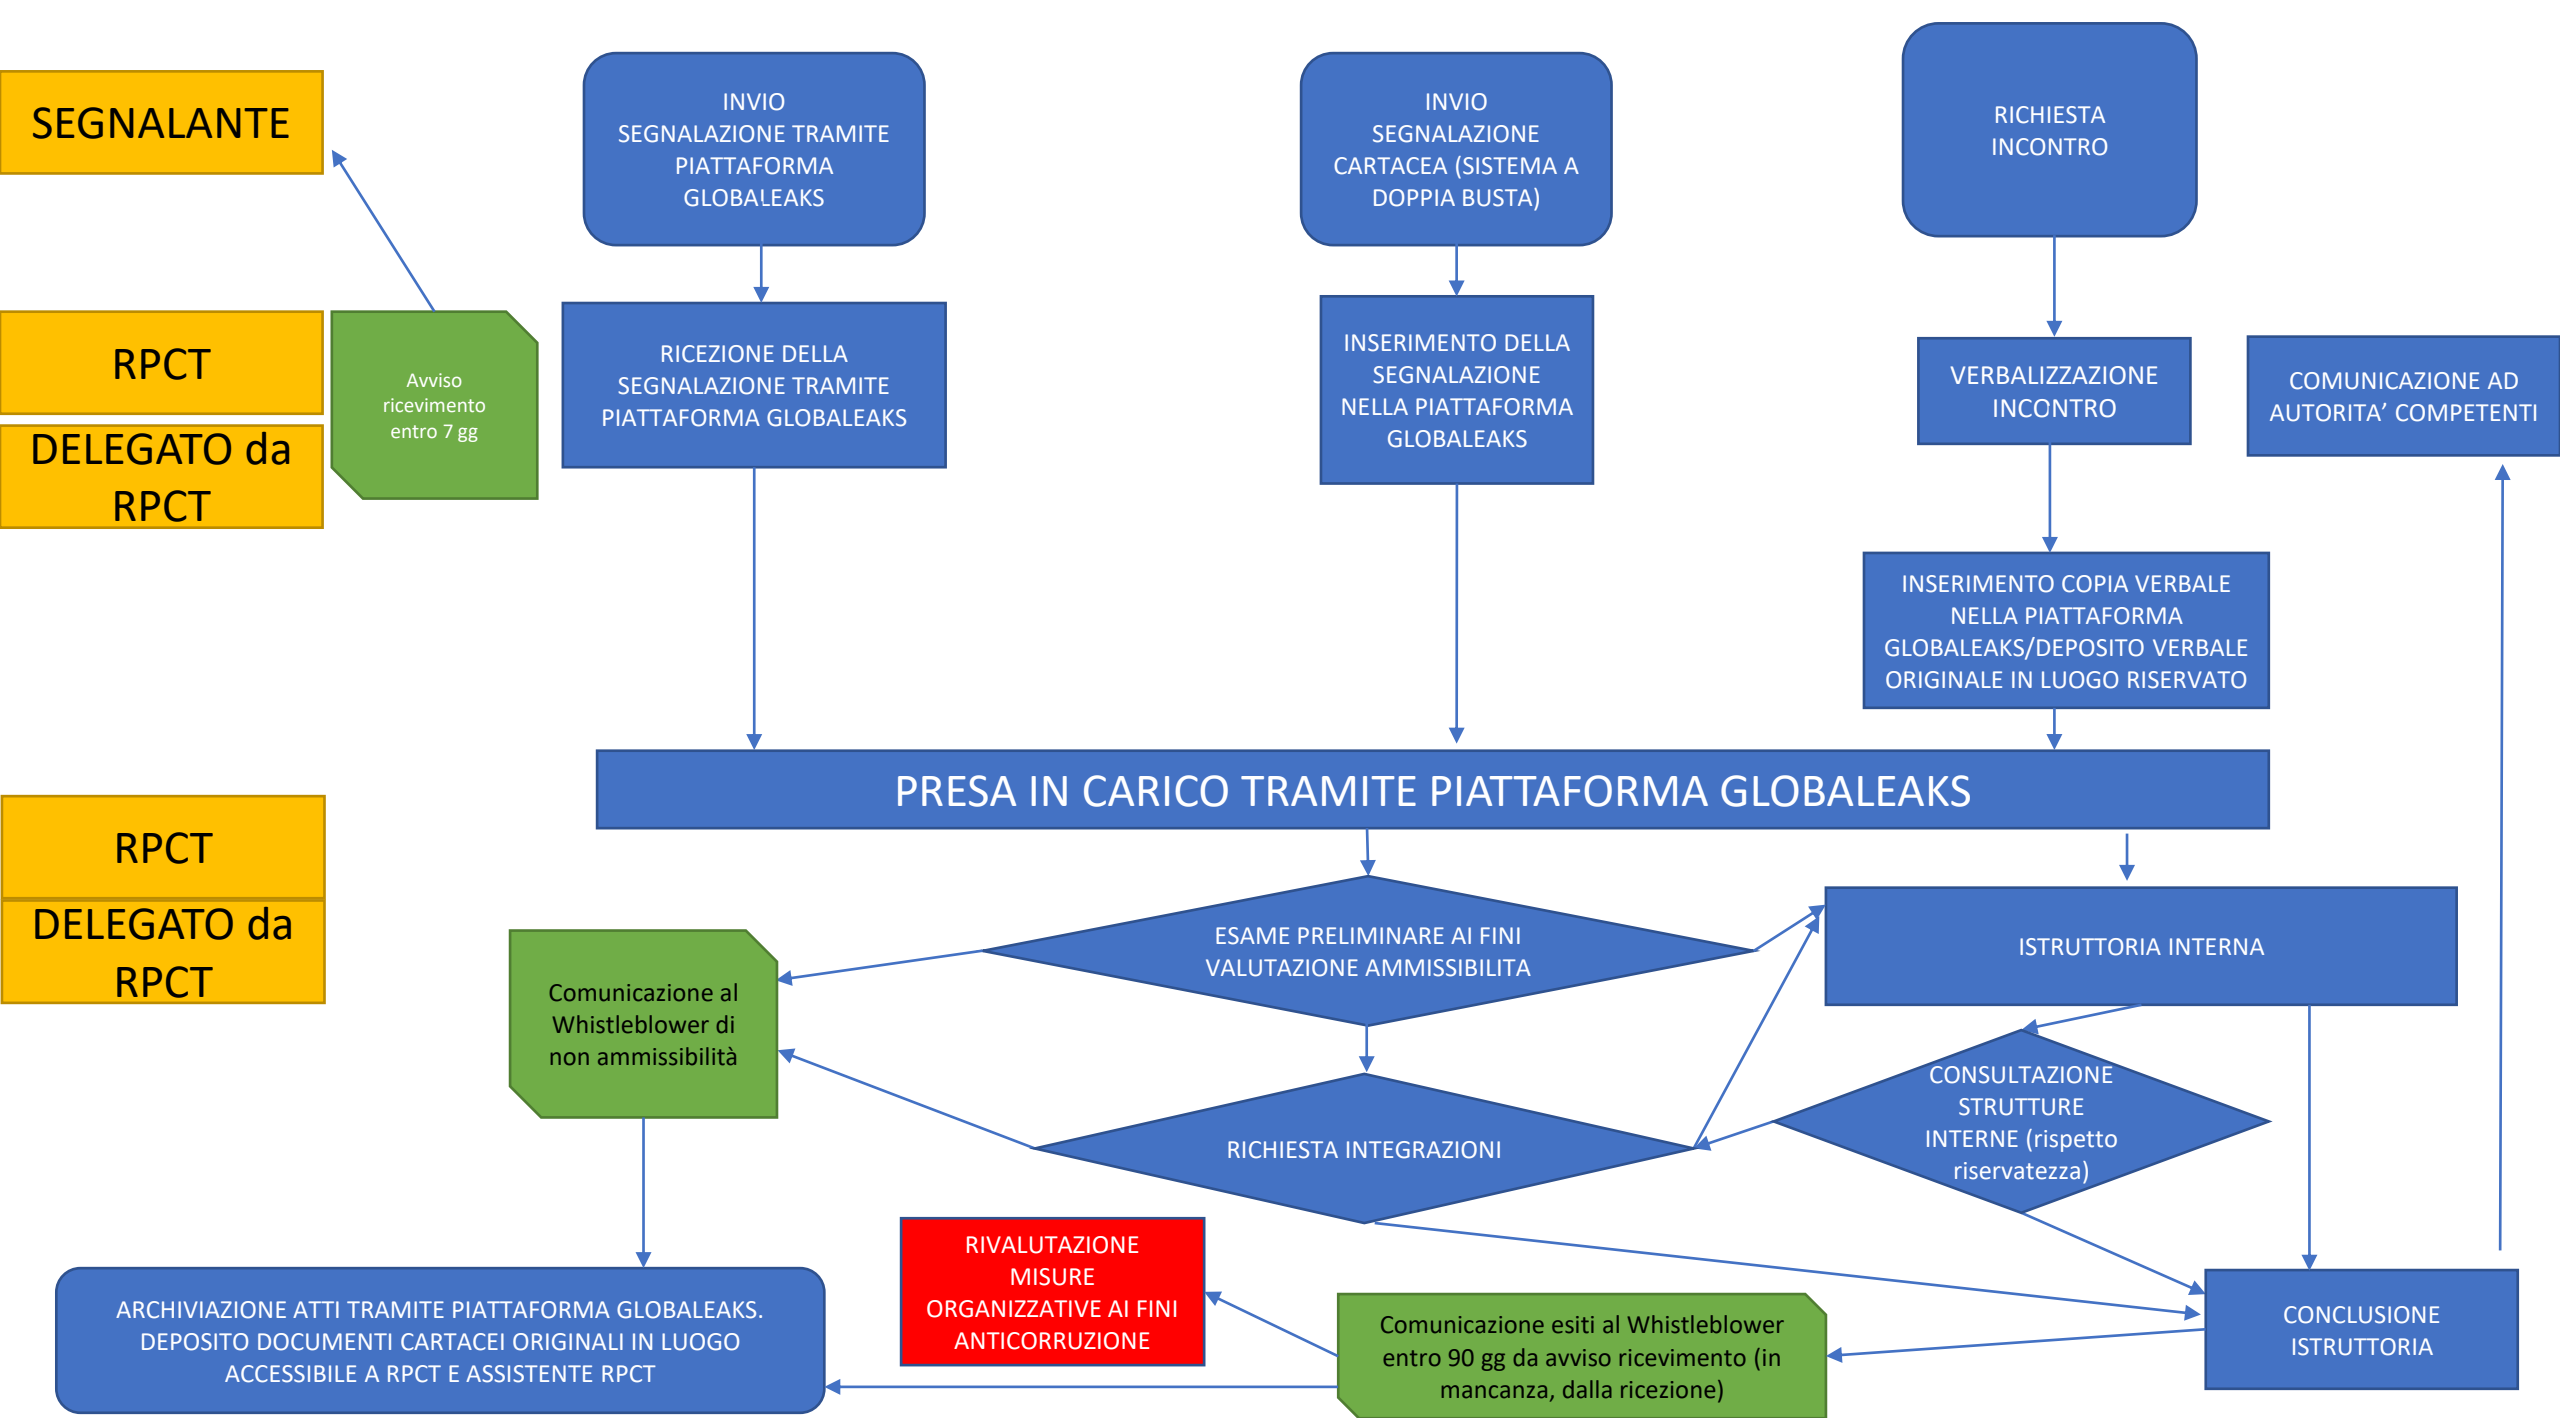 SEGNALANTE
INVIO
SEGNALAZIONE TRAMITE
PIATTAFORMA
GLOBALEAKS
INVIO
SEGNALAZIONE
CARTACEA (SISTEMA A
DOPPIA BUSTA)
RICHIESTA
INCONTRO
RPCT
DELEGATO da
RPCT
Avviso
ricevimento
entro 7 gg
RICEZIONE DELLA
SEGNALAZIONE TRAMITE
PIATTAFORMA GLOBALEAKS
INSERIMENTO DELLA
SEGNALAZIONE
NELLA PIATTAFORMA
GLOBALEAKS
VERBALIZZAZIONE
INCONTRO
COMUNICAZIONE AD
AUTORITA’ COMPETENTI
INSERIMENTO COPIA VERBALE
NELLA PIATTAFORMA
GLOBALEAKS/DEPOSITO VERBALE
ORIGINALE IN LUOGO RISERVATO
PRESA IN CARICO TRAMITE PIATTAFORMA GLOBALEAKS
RPCT
DELEGATO da
RPCT
ESAME PRELIMINARE AI FINI
VALUTAZIONE AMMISSIBILITA
ISTRUTTORIA INTERNA
Comunicazione al
Whistleblower di
non ammissibilità
RICHIESTA INTEGRAZIONI
CONSULTAZIONE
STRUTTURE
INTERNE (rispetto
riservatezza)
RIVALUTAZIONE
MISURE
ORGANIZZATIVE AI FINI
ANTICORRUZIONE
ARCHIVIAZIONE ATTI TRAMITE PIATTAFORMA GLOBALEAKS.
DEPOSITO DOCUMENTI CARTACEI ORIGINALI IN LUOGO
ACCESSIBILE A RPCT E ASSISTENTE RPCT
Comunicazione esiti al Whistleblower
entro 90 gg da avviso ricevimento (in
mancanza, dalla ricezione)
CONCLUSIONE
ISTRUTTORIA